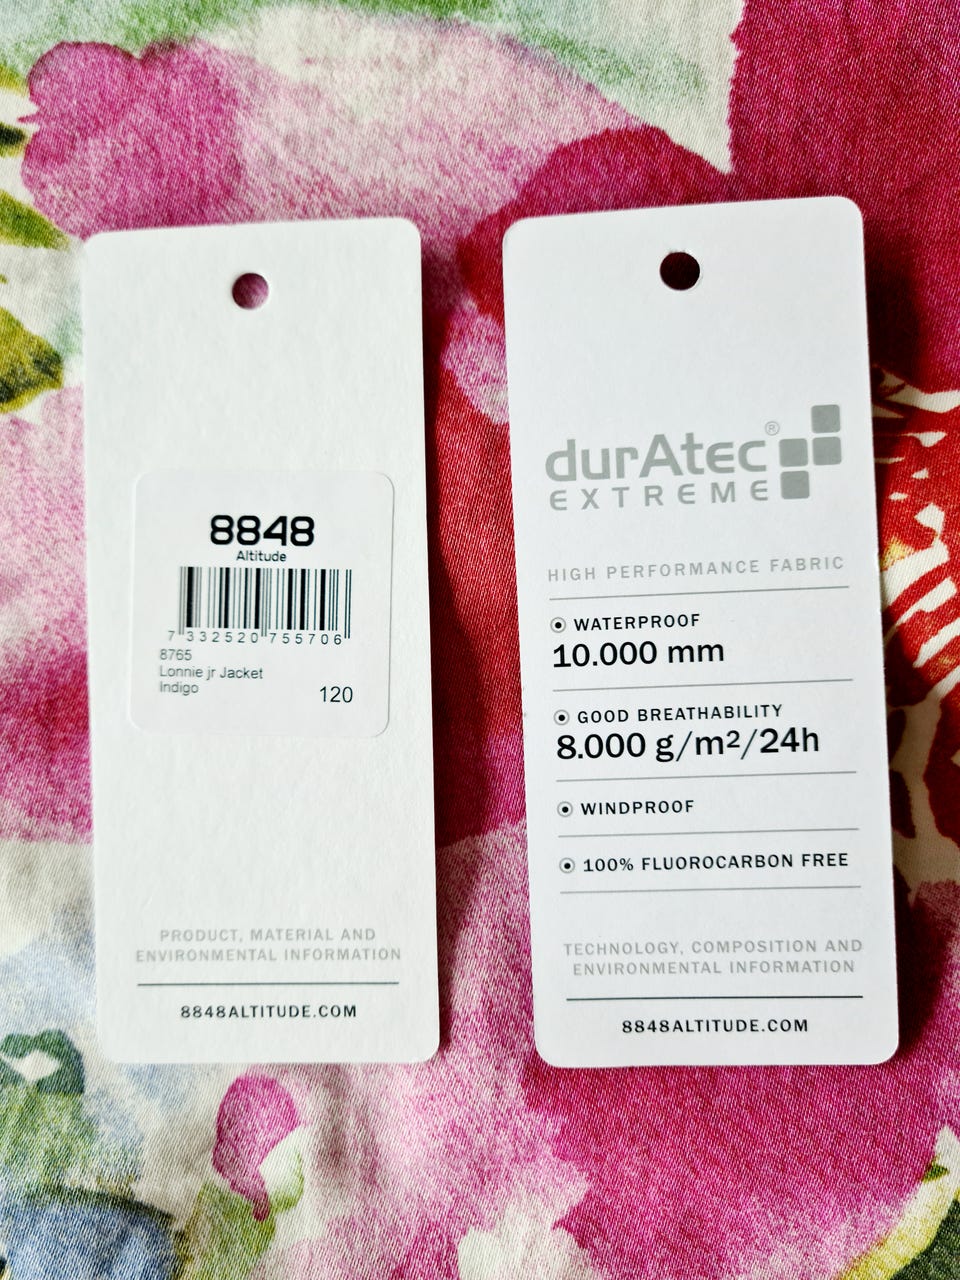 8848
Altitude
7 332520 755706
8765
Lonnie jr Jacket
Indigo
120
PRODUCT, MATERIAL AND
ENVIRONMENTAL INFORMATION
8848ALTITUDE.COM
durAtec®
EXTREME
HIGH PERFORMANCE FABRIC
WATERPROOF
10.000 mm
GOOD BREATHABILITY
8.000 g/m²/24h
WINDPROOF
100% FLUOROCARBON FREE
TECHNOLOGY, COMPOSITION AND
ENVIRONMENTAL INFORMATION
8848ALTITUDE.COM